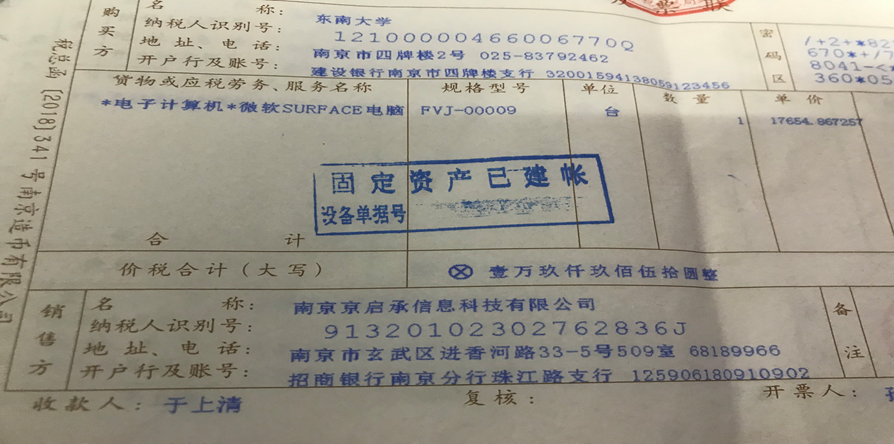 发票联
购买方
名称：东南大学
纳税人识别号：12100000466006770Q
地址、电话：南京市四牌楼2号 025-83792462
开户行及账号：建设银行南京市四牌楼支行 32001594138059123456
密码区
/+2+*82
670*+/7
8041-<*
360*05
货物或应税劳务、服务名称 规格型号 单位 数量 单价
*电子计算机*微软SURFACE电脑 FVJ-00009 台 1 17654.867257
固定资产已建帐
设备单据号
合计
价税合计（大写） ⊗ 壹万玖仟玖佰伍拾圆整
销售方
名称：南京京启承信息科技有限公司
纳税人识别号：91320102302762836J
地址、电话：南京市玄武区进香河路33-5号509室 68189966
开户行及账号：招商银行南京分行珠江路支行 125906180910902
备注
收款人：于上清 复核： 开票人：
税总函〔2018〕341号南京造币有限公司